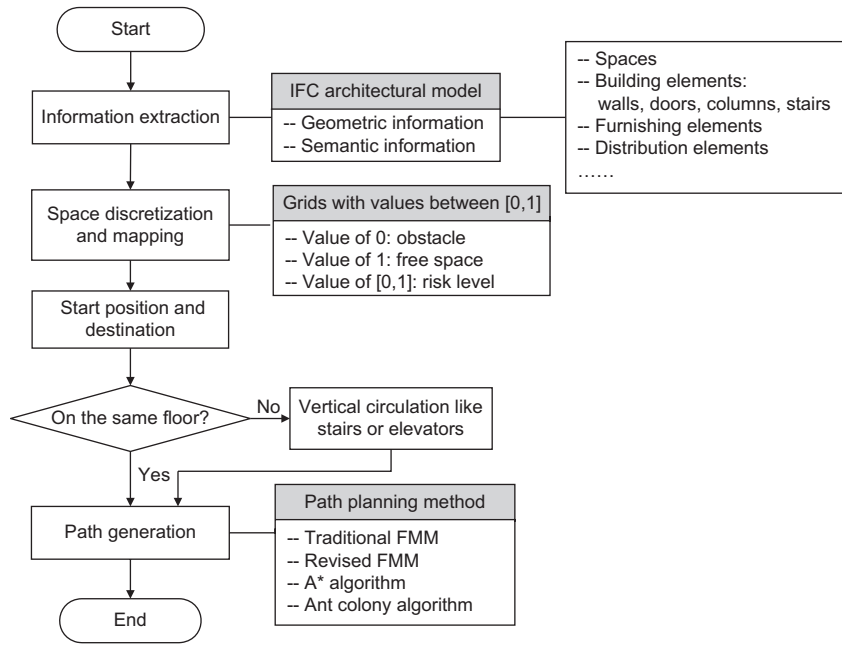 Start
Information extraction
IFC architectural model
-- Geometric information
-- Semantic information
-- Spaces
-- Building elements:
walls, doors, columns, stairs
-- Furnishing elements
-- Distribution elements
......
Space discretization
and mapping
Grids with values between [0,1]
-- Value of 0: obstacle
-- Value of 1: free space
-- Value of [0,1]: risk level
Start position and
destination
On the same floor?
No
Vertical circulation like
stairs or elevators
Yes
Path generation
Path planning method
-- Traditional FMM
-- Revised FMM
-- A* algorithm
-- Ant colony algorithm
End